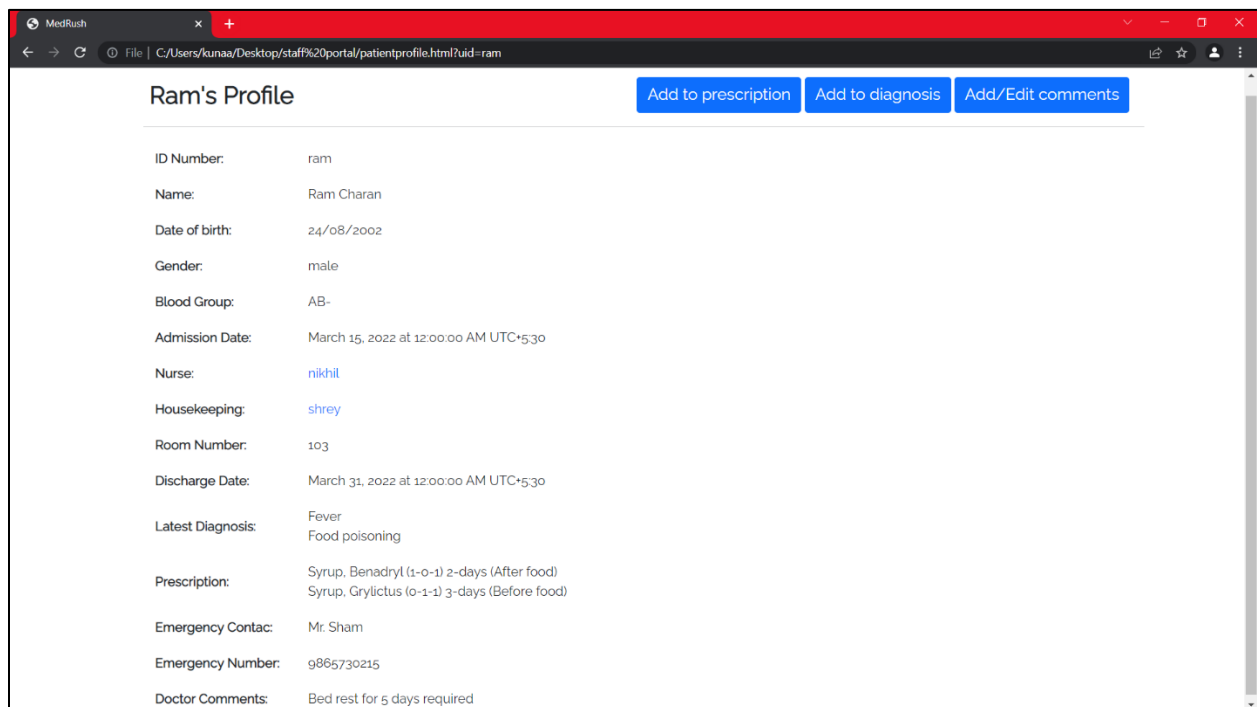 MedRush
File | C:/Users/kunaa/Desktop/staff%20portal/patientprofile.html?uid=ram
Ram's Profile
Add to prescription
Add to diagnosis
Add/Edit comments
ID Number: ram
Name: Ram Charan
Date of birth: 24/08/2002
Gender: male
Blood Group: AB-
Admission Date: March 15, 2022 at 12:00:00 AM UTC+5:30
Nurse: nikhil
Housekeeping: shrey
Room Number: 103
Discharge Date: March 31, 2022 at 12:00:00 AM UTC+5:30
Latest Diagnosis: Fever
Food poisoning
Prescription: Syrup, Benadryl (1-0-1) 2-days (After food)
Syrup, Grylictus (0-1-1) 3-days (Before food)
Emergency Contac: Mr. Sham
Emergency Number: 9865730215
Doctor Comments: Bed rest for 5 days required